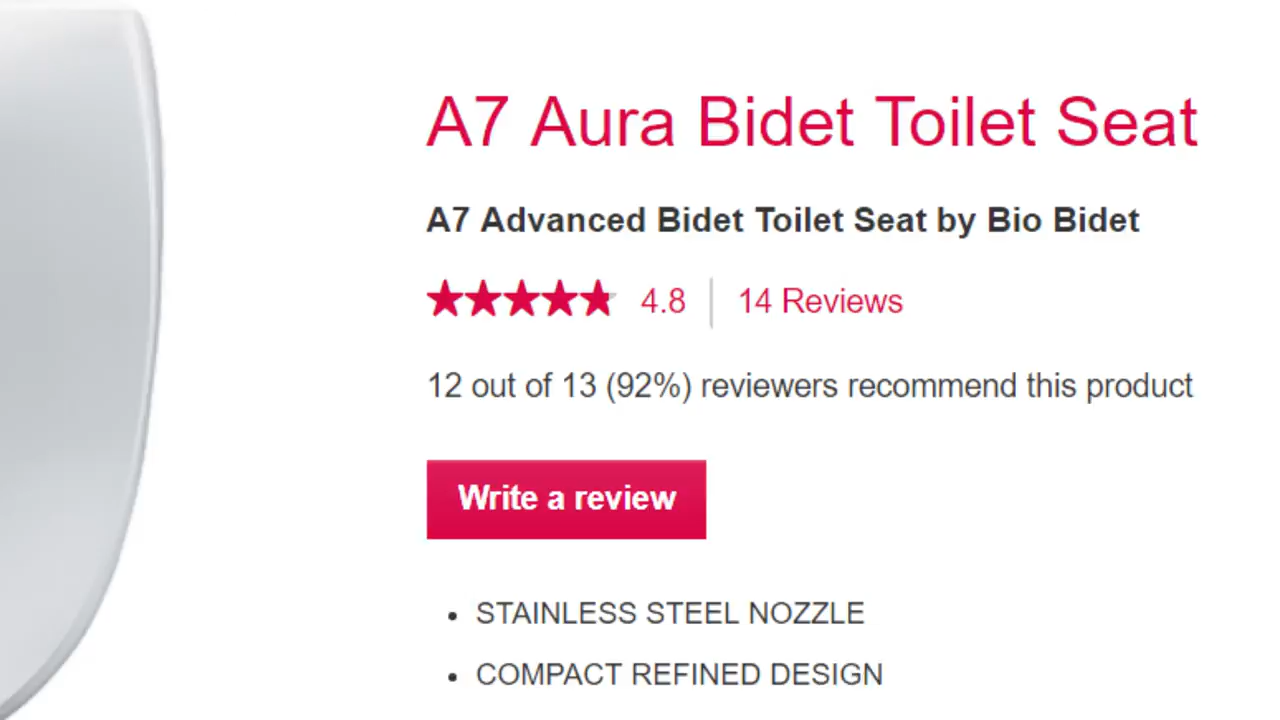 A7 Aura Bidet Toilet Seat
A7 Advanced Bidet Toilet Seat by Bio Bidet
4.8 14 Reviews
12 out of 13 (92%) reviewers recommend this product
Write a review
• STAINLESS STEEL NOZZLE
• COMPACT REFINED DESIGN